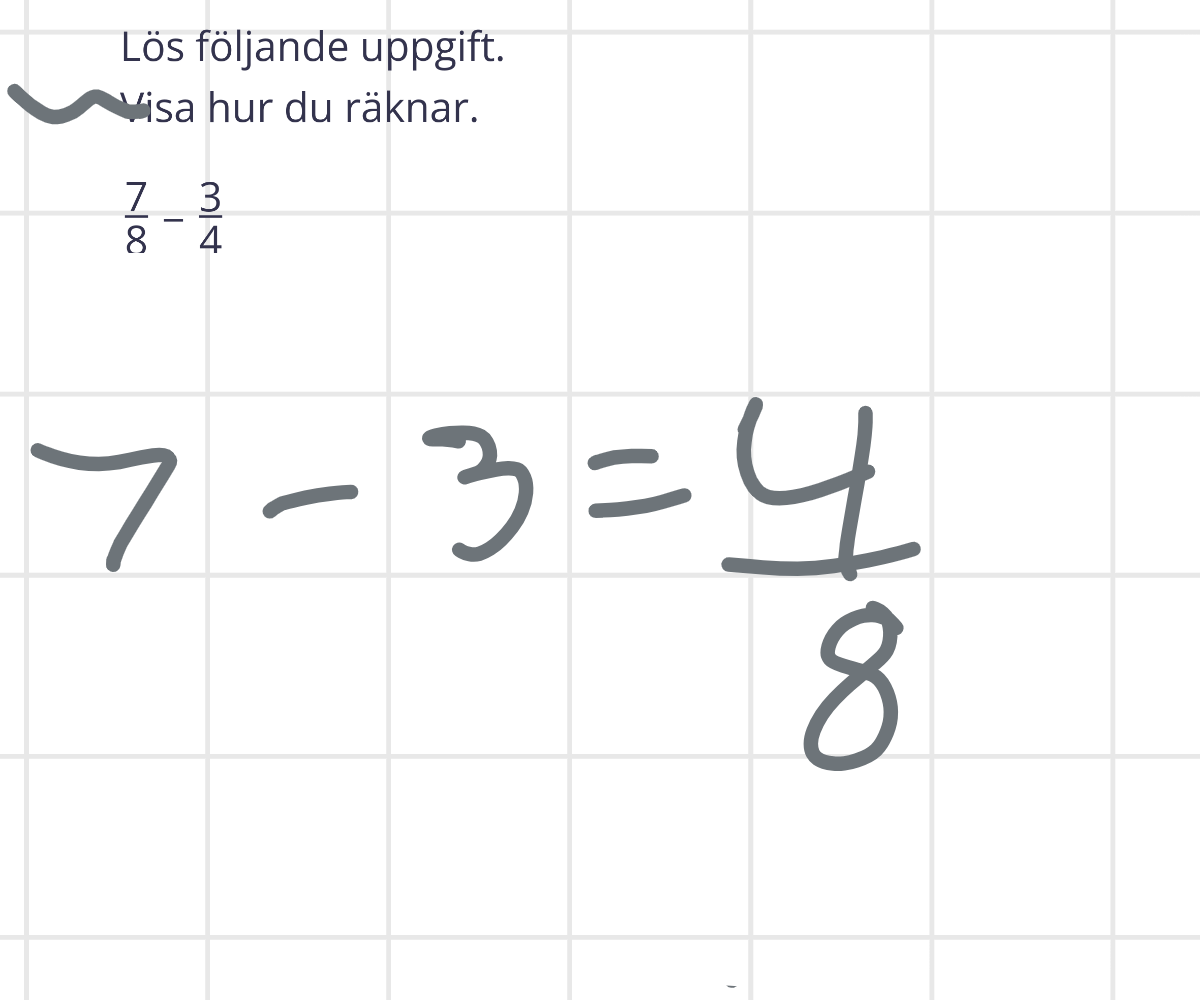 Lös följande uppgift.
Visa hur du räknar.
7/8 − 3/4
7 - 3 = 4/8